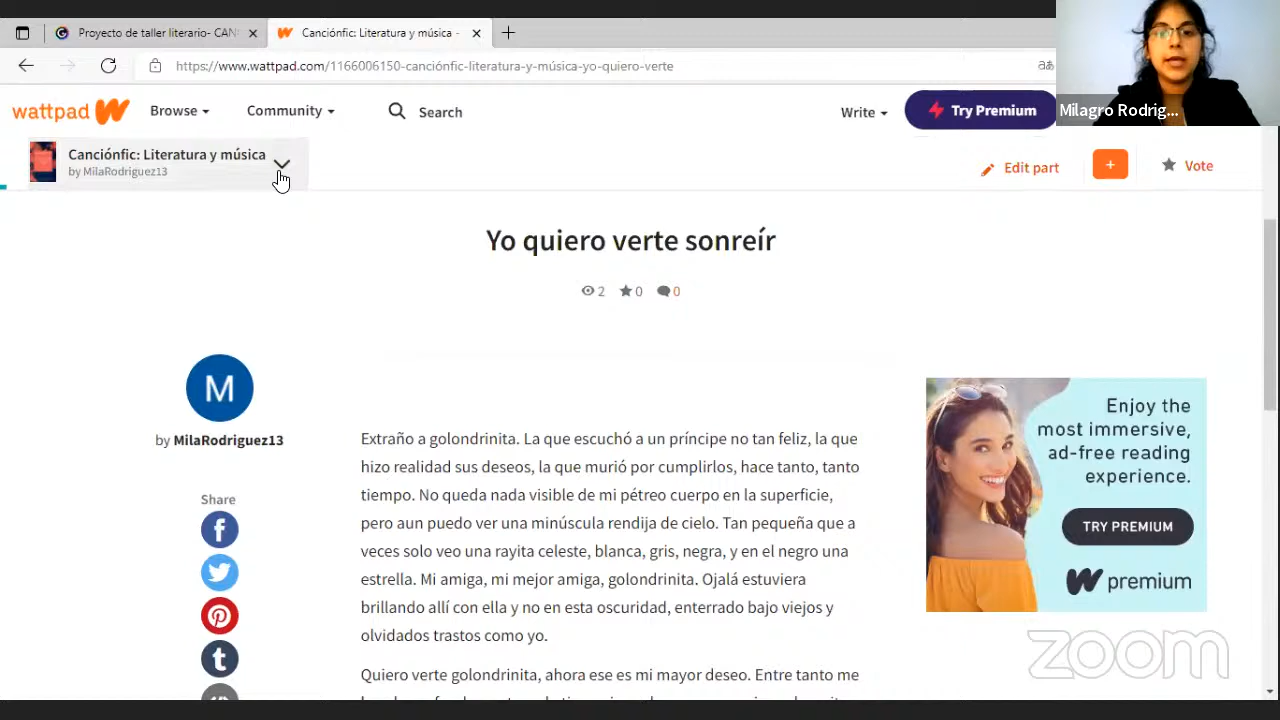 Proyecto de taller literario- CAN
Canciónfic: Literatura y música -
https://www.wattpad.com/1166006150-canciónfic-literatura-y-música-yo-quiero-verte
wattpad
Browse
Community
Search
Write
Try Premium
Milagro Rodríg...
Canciónfic: Literatura y música
by MilaRodriguez13
Edit part
+
Vote
Yo quiero verte sonreír
2
0
0
M
by MilaRodriguez13
Share
Extraño a golondrinita. La que escuchó a un príncipe no tan feliz, la que
hizo realidad sus deseos, la que murió por cumplirlos, hace tanto, tanto
tiempo. No queda nada visible de mi pétreo cuerpo en la superficie,
pero aun puedo ver una minúscula rendija de cielo. Tan pequeña que a
veces solo veo una rayita celeste, blanca, gris, negra, y en el negro una
estrella. Mi amiga, mi mejor amiga, golondrinita. Ojalá estuviera
brillando allí con ella y no en esta oscuridad, enterrado bajo viejos y
olvidados trastos como yo.
Quiero verte golondrinita, ahora ese es mi mayor deseo. Entre tanto me
Enjoy the
most immersive,
ad-free reading
experience.
TRY PREMIUM
premium
zoom